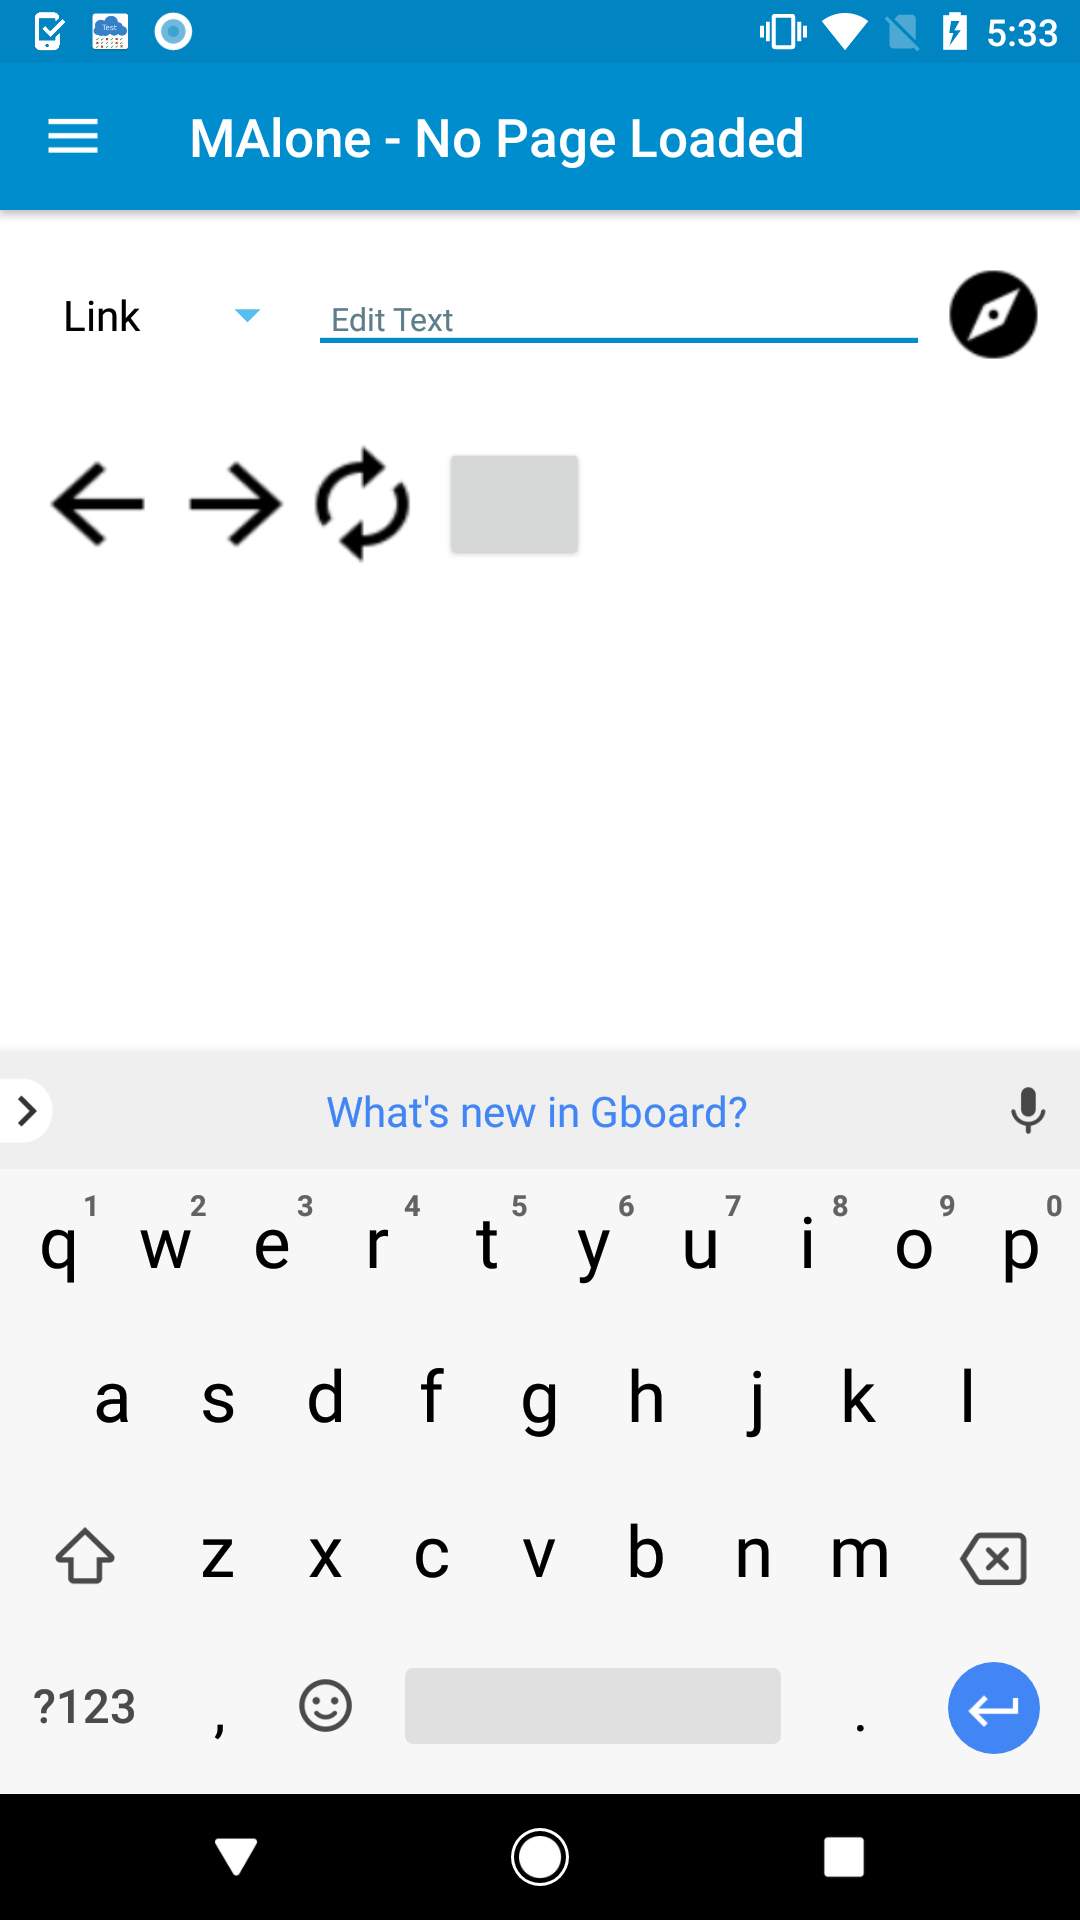 Test
5:33
MAlone - No Page Loaded
Link
Edit Text
What's new in Gboard?
1 2 3 4 5 6 7 8 9 0
q w e r t y u i o p
a s d f g h j k l
z x c v b n m
?123 , .